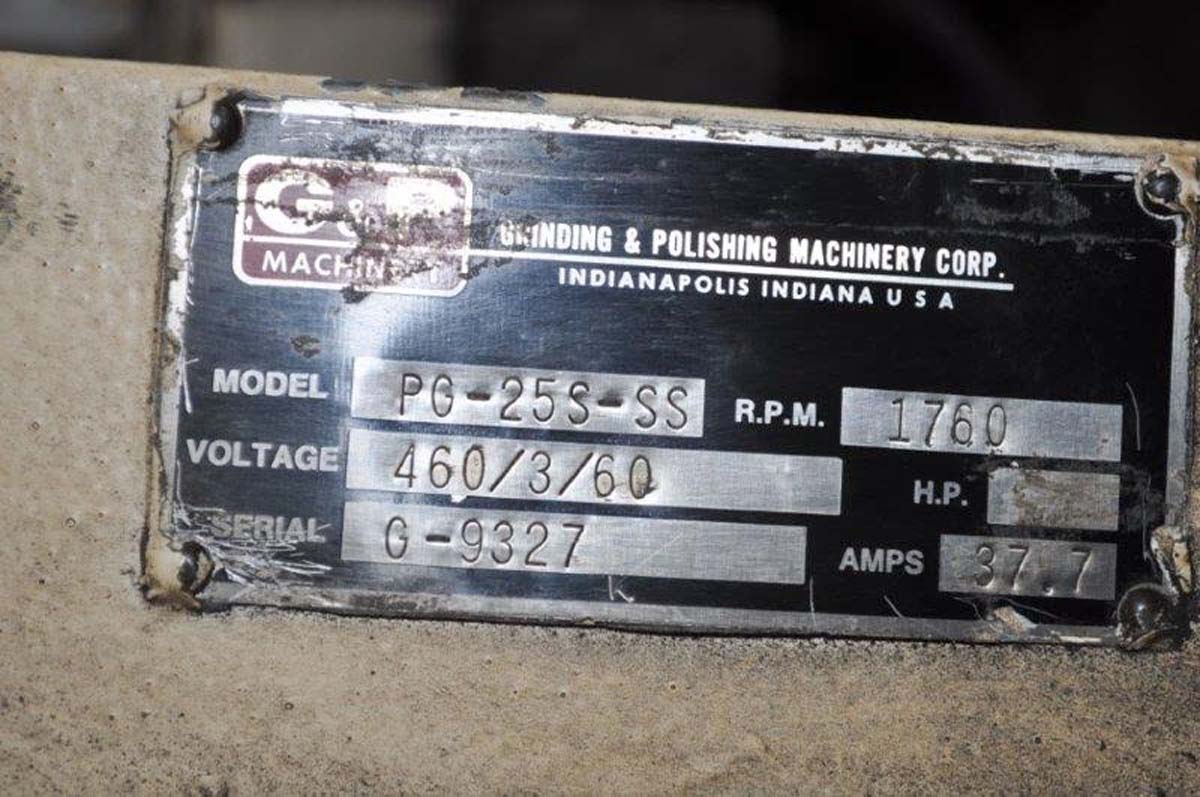 G &
MACHINERY
GRINDING & POLISHING MACHINERY CORP.
INDIANAPOLIS INDIANA U S A
MODEL PG-25S-SS R.P.M. 1760
VOLTAGE 460/3/60 H.P.
SERIAL G-9327 AMPS 37.7